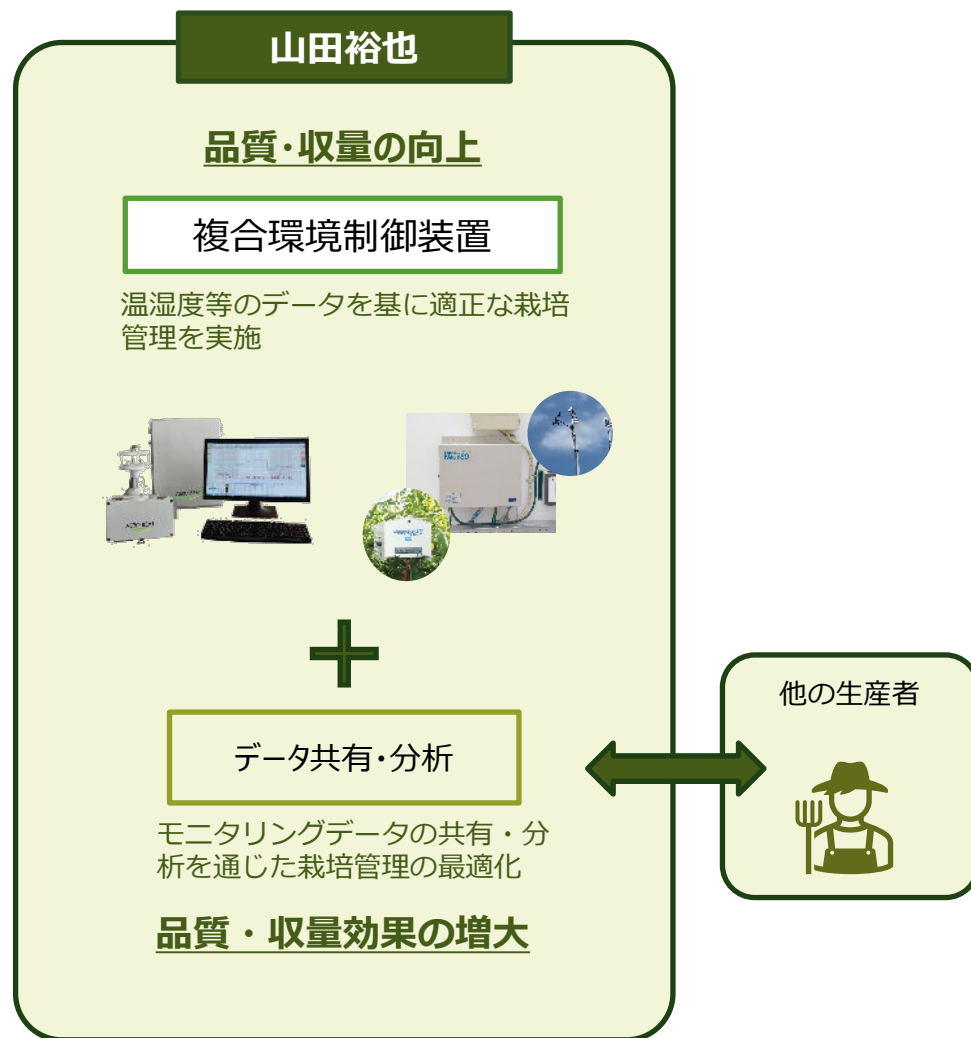 山田裕也
品質･収量の向上
複合環境制御装置
温湿度等のデータを基に適正な栽培
管理を実施
データ共有･分析
モニタリングデータの共有・分
析を通じた栽培管理の最適化
品質・収量効果の増大
他の生産者